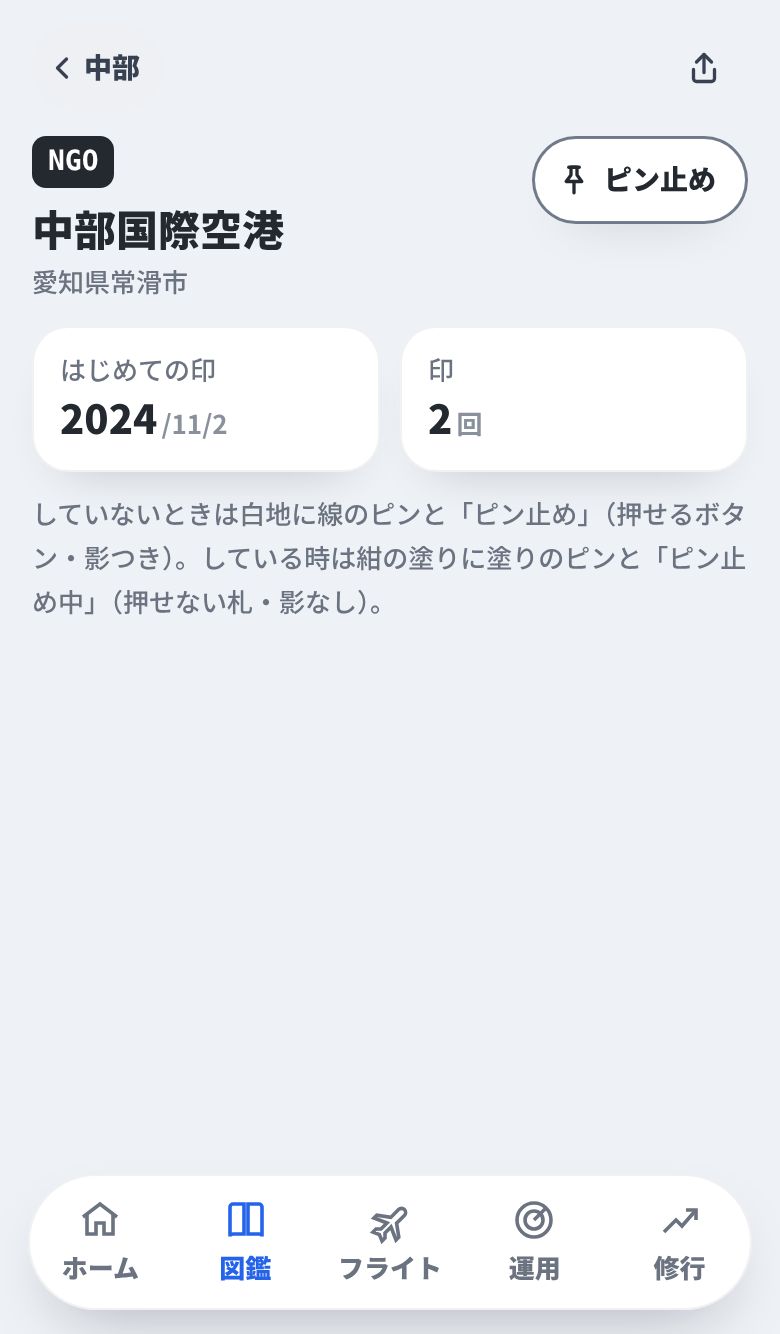 中部
NGO
ピン止め
中部国際空港
愛知県常滑市
はじめての印
2024/11/2
印
2回
していないときは白地に線のピンと「ピン止め」（押せるボタ
ン・影つき）。している時は紺の塗りに塗りのピンと「ピン止
め中」（押せない札・影なし）。
ホーム
図鑑
フライト
運用
修行